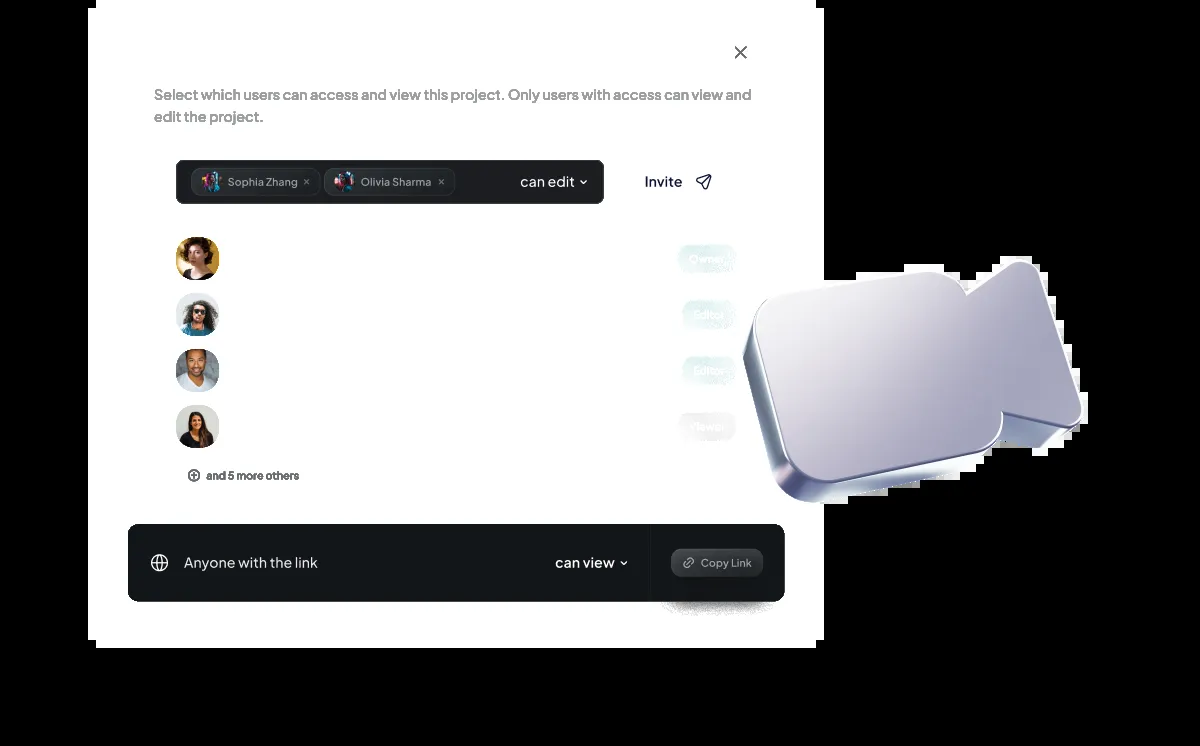 Select which users can access and view this project. Only users with access can view and
edit the project.
Sophia Zhang × Olivia Sharma × can edit Invite
Owner
Editor
Editor
Viewer
and 5 more others
Anyone with the link can view Copy Link